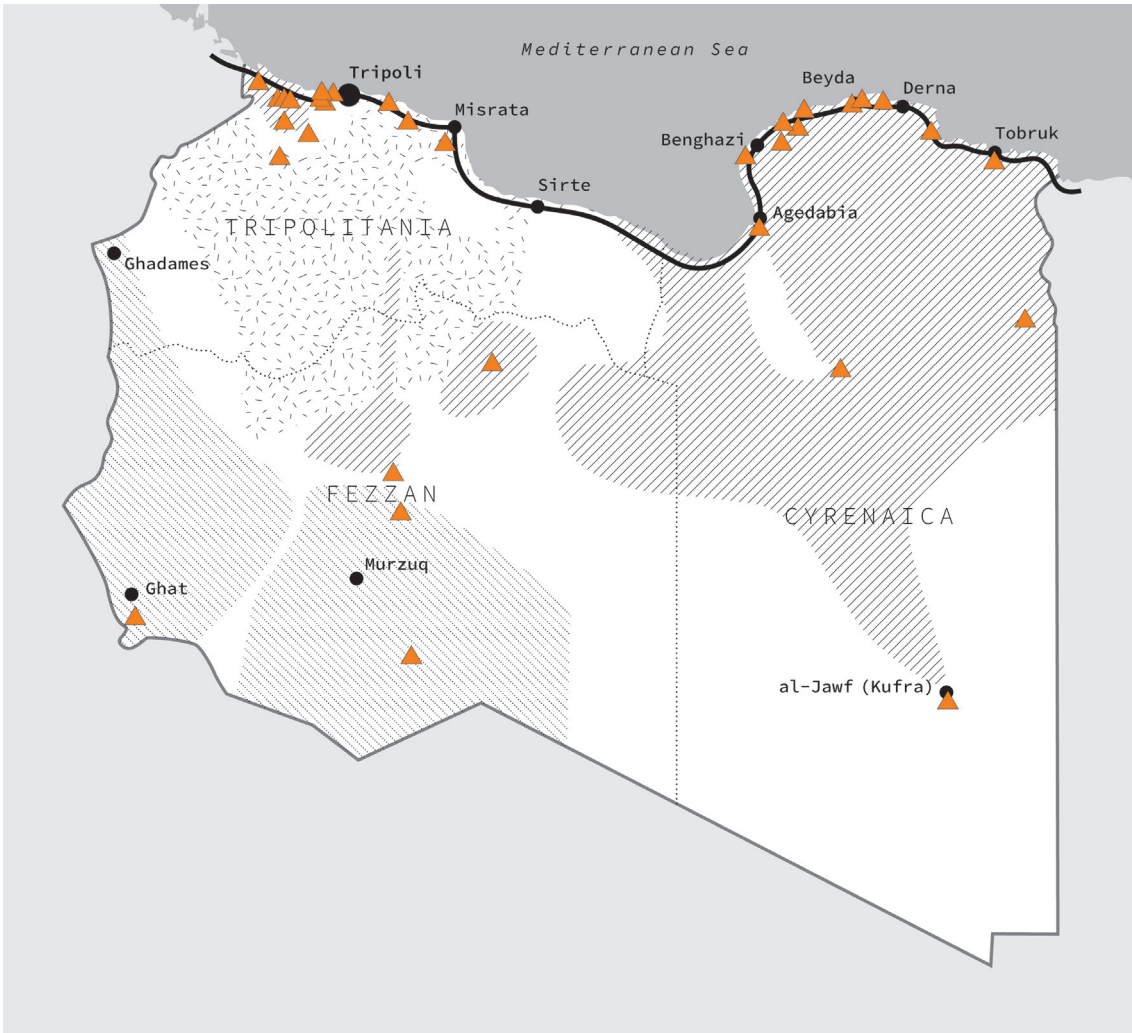 Mediterranean Sea
Tripoli
Beyda
Derna
Misrata
Benghazi
Tobruk
Sirte
Agedabia
TRIPOLITANIA
Ghadames
FEZZAN
CYRENAICA
Murzuq
Ghat
al-Jawf (Kufra)